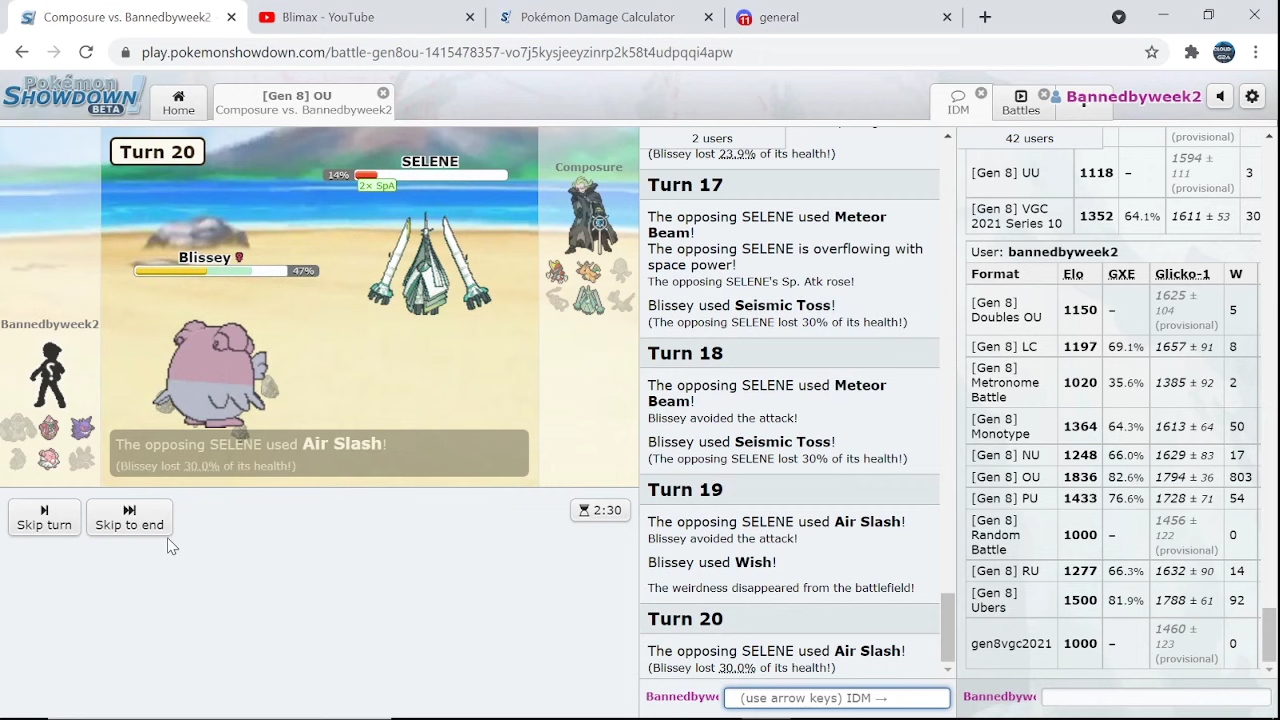 Compose vs. Bannedbyweek2
Blimax - YouTube
Pokémon Damage Calculator
11
general
play.pokemonshowdown.com/battle-gen8ou-1415478357-vo7j5kysjeeyzinrp2k58t4udpqqi4apw
Pokémon
SHOWDOWN!
BETA
Home
[Gen 8] OU
Composure vs. Bannedbyweek2
IDM
Battles
Bannedbyweek2
Turn 20
SELENE
14%
2× SpA
Blissey
47%
Composure
Bannedbyweek2
The opposing SELENE used Air Slash!
(Blissey lost 30.0% of its health!)
Skip turn
Skip to end
2:30
2 users
(Blissey lost 23.9% of its health!)
Turn 17
The opposing SELENE used Meteor
Beam!
The opposing SELENE is overflowing with
space power!
The opposing SELENE's Sp. Atk rose!
Blissey used Seismic Toss!
(The opposing SELENE lost 30% of its health!)
Turn 18
The opposing SELENE used Meteor
Beam!
Blissey avoided the attack!
Blissey used Seismic Toss!
(The opposing SELENE lost 30% of its health!)
Turn 19
The opposing SELENE used Air Slash!
Blissey avoided the attack!
Blissey used Wish!
The weirdness disappeared from the battlefield!
Turn 20
The opposing SELENE used Air Slash!
(Blissey lost 30.0% of its health!)
Bannedbywe
(use arrow keys) IDM →
42 users
(provisional)
[Gen 8] UU 1118 – 1594 ± 111 (provisional) 3
[Gen 8] VGC 2021 Series 10 1352 64.1% 1611 ± 53 30
User: bannedbyweek2
Format Elo GXE Glicko-1 W
[Gen 8] Doubles OU 1150 – 1625 ± 104 (provisional) 5
[Gen 8] LC 1197 69.1% 1657 ± 91 8
[Gen 8] Metronome Battle 1020 35.6% 1385 ± 92 2
[Gen 8] Monotype 1364 64.3% 1613 ± 64 50
[Gen 8] NU 1248 66.0% 1629 ± 83 17
[Gen 8] OU 1836 82.6% 1794 ± 36 803
[Gen 8] PU 1433 76.6% 1728 ± 71 54
[Gen 8] Random Battle 1000 – 1456 ± 122 (provisional) 0
[Gen 8] RU 1277 66.3% 1632 ± 90 14
[Gen 8] Ubers 1500 81.9% 1788 ± 61 92
gen8vgc2021 1000 – 1460 ± 123 (provisional) 0
Bannedbywe